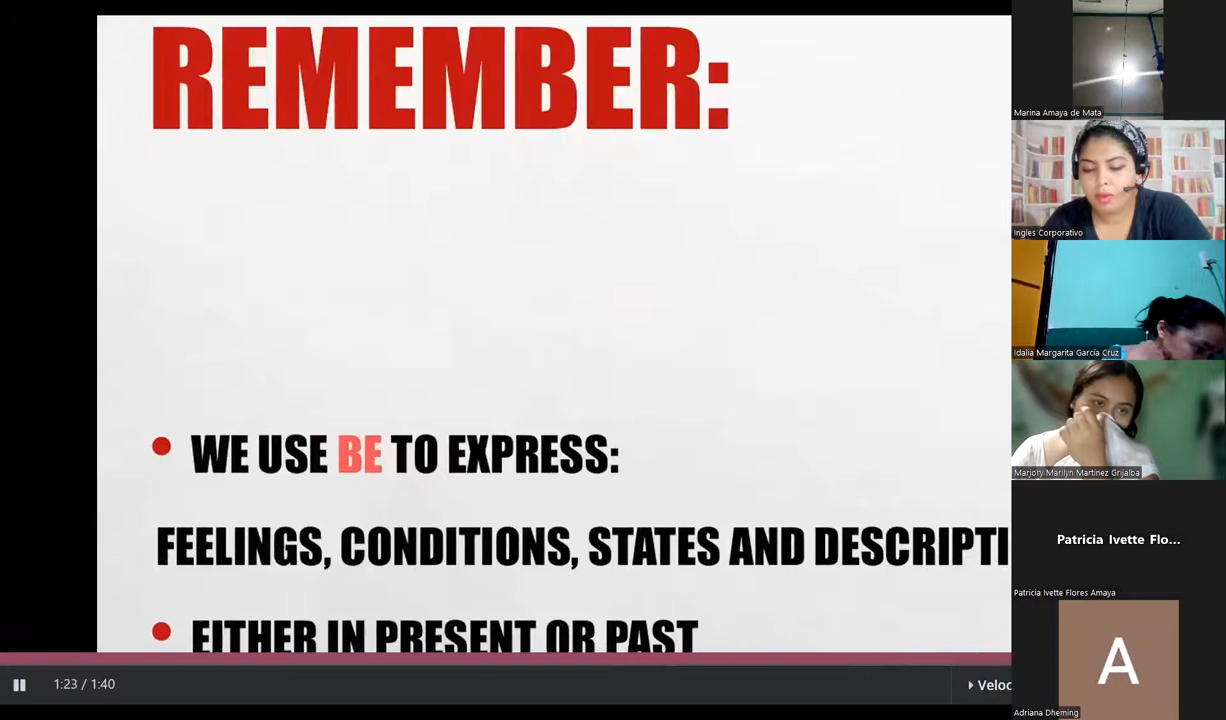 REMEMBER:
WE USE BE TO EXPRESS:
FEELINGS, CONDITIONS, STATES AND DESCRIPTI
EITHER IN PRESENT OR PAST
1:23 / 1:40
Veloc
Marina Amaya de Mata
Ingles Corporativo
Idalia Margarita García Cruz
Marjory Marilyn Martinez Grijalba
Patricia Ivette Flo...
Patricia Ivette Flores Amaya
A
Adriana Dheming